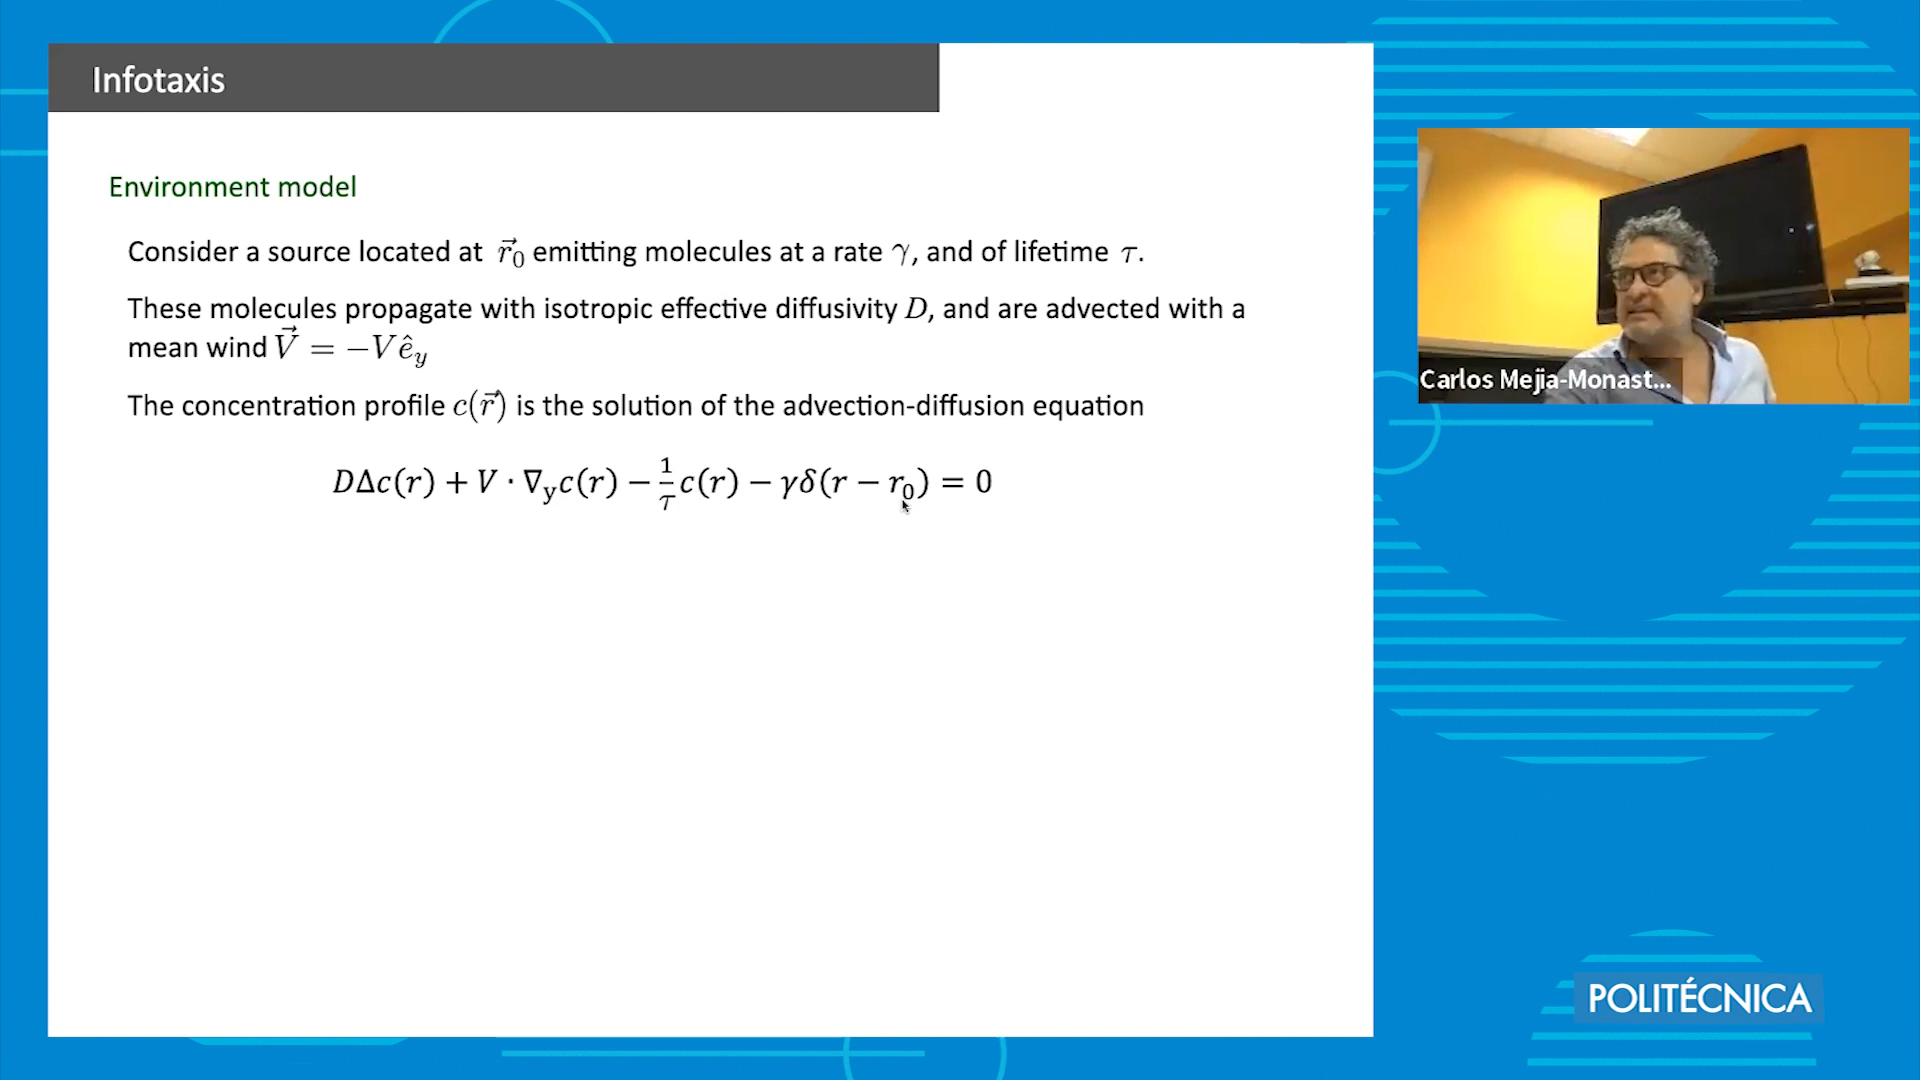 Infotaxis
Environment model
Consider a source located at r⃗₀ emitting molecules at a rate γ, and of lifetime τ.
These molecules propagate with isotropic effective diffusivity D, and are advected with a
mean wind V⃗ = −Vê_y
The concentration profile c(r⃗) is the solution of the advection-diffusion equation
DΔc(r) + V · ∇_y c(r) − 1/τ c(r) − γδ(r − r₀) = 0
Carlos Mejia-Monast...
POLITÉCNICA